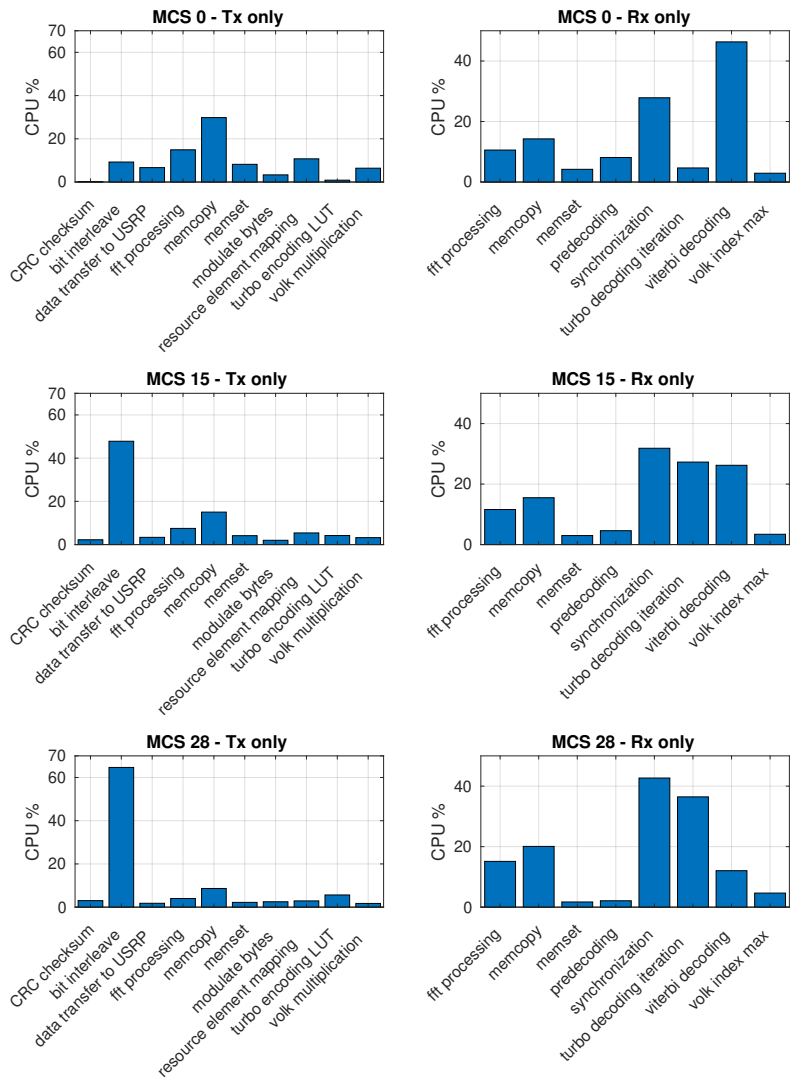 MCS 0 - Tx only
70
60
40
20
0
CPU %
CRC checksum
bit interleave
data transfer to USRP
fft processing
memcopy
memset
modulate bytes
resource element mapping
turbo encoding LUT
volk multiplication
MCS 0 - Rx only
40
20
0
CPU %
fft processing
memcopy
memset
predecoding
synchronization
turbo decoding iteration
viterbi decoding
volk index max
MCS 15 - Tx only
70
60
40
20
0
CPU %
CRC checksum
bit interleave
data transfer to USRP
fft processing
memcopy
memset
modulate bytes
resource element mapping
turbo encoding LUT
volk multiplication
MCS 15 - Rx only
40
20
0
CPU %
fft processing
memcopy
memset
predecoding
synchronization
turbo decoding iteration
viterbi decoding
volk index max
MCS 28 - Tx only
70
60
40
20
0
CPU %
CRC checksum
bit interleave
data transfer to USRP
fft processing
memcopy
memset
modulate bytes
resource element mapping
turbo encoding LUT
volk multiplication
MCS 28 - Rx only
40
20
0
CPU %
fft processing
memcopy
memset
predecoding
synchronization
turbo decoding iteration
viterbi decoding
volk index max